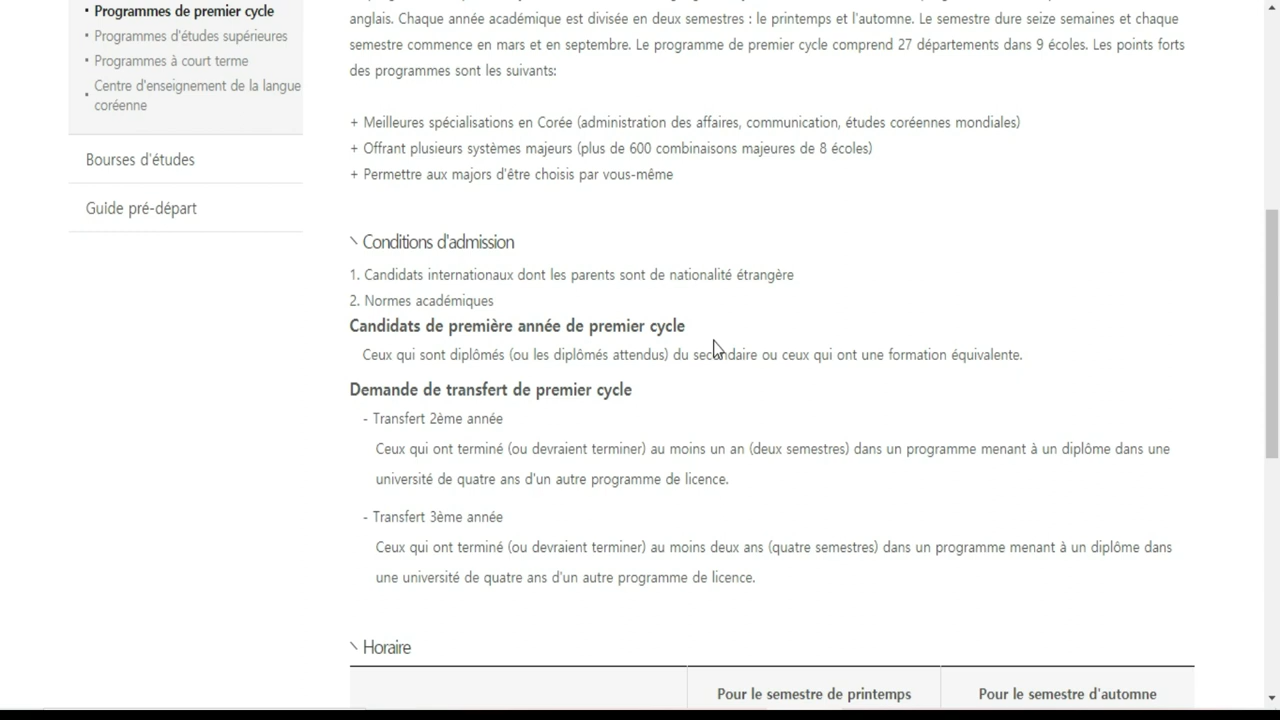 Programmes de premier cycle
Programmes d'études supérieures
Programmes à court terme
Centre d'enseignement de la langue
coréenne
Bourses d'études
Guide pré-départ
anglais. Chaque année académique est divisée en deux semestres : le printemps et l'automne. Le semestre dure seize semaines et chaque
semestre commence en mars et en septembre. Le programme de premier cycle comprend 27 départements dans 9 écoles. Les points forts
des programmes sont les suivants:
+ Meilleures spécialisations en Corée (administration des affaires, communication, études coréennes mondiales)
+ Offrant plusieurs systèmes majeurs (plus de 600 combinaisons majeures de 8 écoles)
+ Permettre aux majors d'être choisis par vous-même
Conditions d'admission
1. Candidats internationaux dont les parents sont de nationalité étrangère
2. Normes académiques
Candidats de première année de premier cycle
Ceux qui sont diplômés (ou les diplômés attendus) du secondaire ou ceux qui ont une formation équivalente.
Demande de transfert de premier cycle
- Transfert 2ème année
Ceux qui ont terminé (ou devraient terminer) au moins un an (deux semestres) dans un programme menant à un diplôme dans une
université de quatre ans d'un autre programme de licence.
- Transfert 3ème année
Ceux qui ont terminé (ou devraient terminer) au moins deux ans (quatre semestres) dans un programme menant à un diplôme dans
une université de quatre ans d'un autre programme de licence.
Horaire
Pour le semestre de printemps
Pour le semestre d'automne